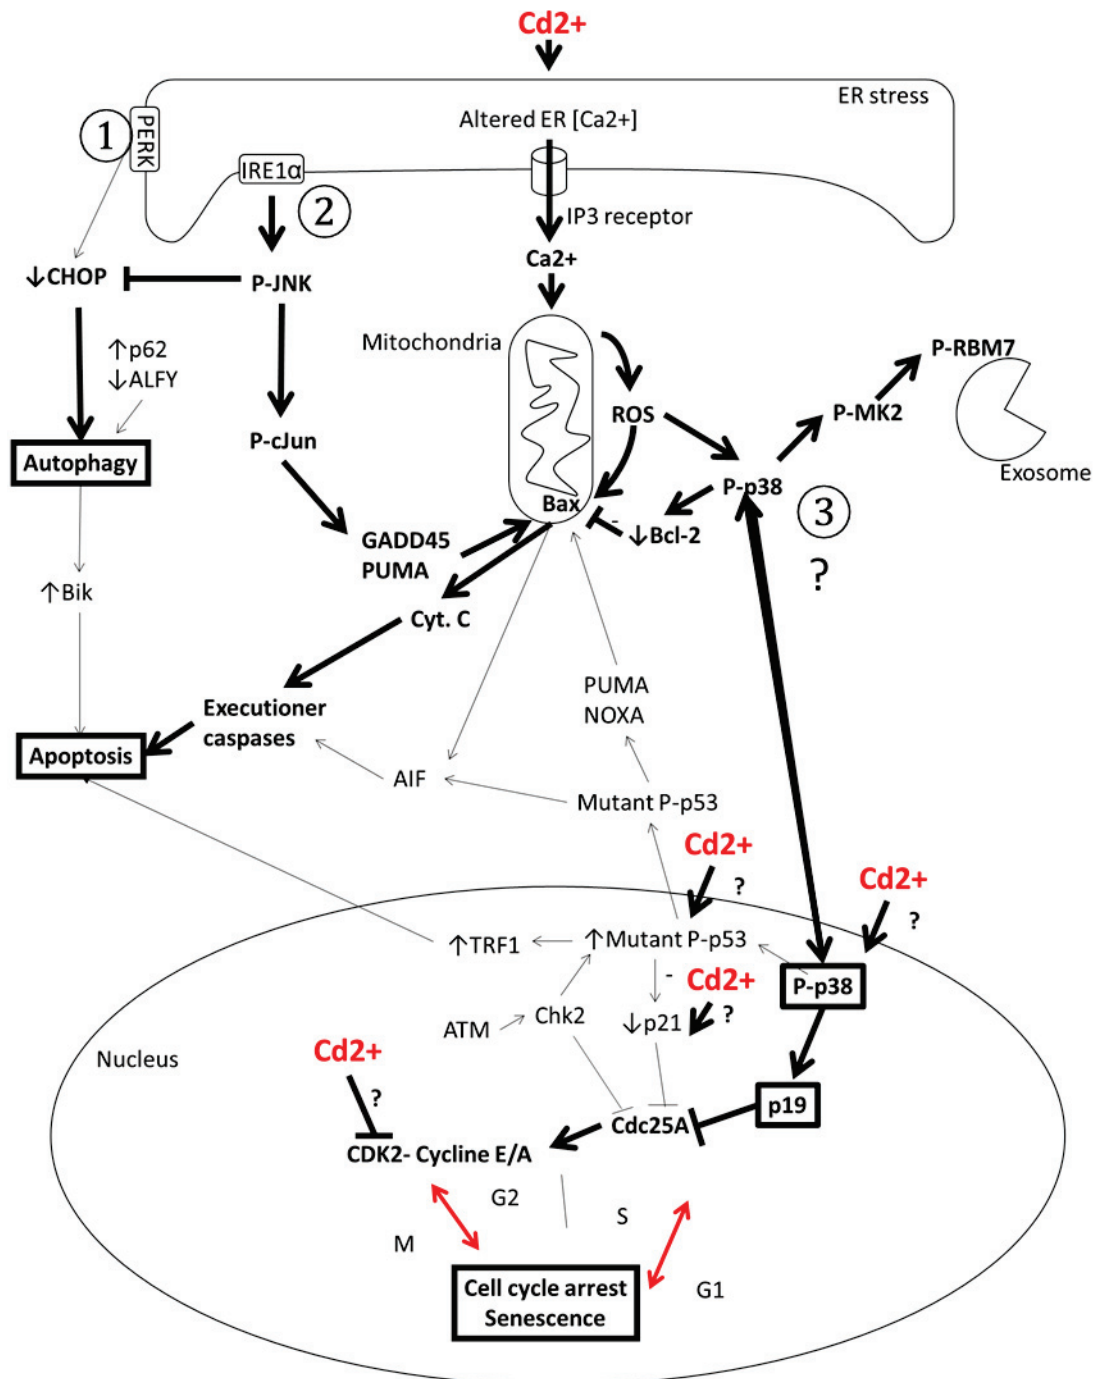 Cd2+
ER stress
Altered ER [Ca2+]
1
PERK
IRE1α
2
IP3 receptor
Ca2+
↓CHOP
P-JNK
Mitochondria
↑p62
↓ALFY
P-RBM7
ROS
P-MK2
P-cJun
Autophagy
Exosome
P-p38
Bax
3
-
↓Bcl-2
GADD45
PUMA
?
↑Bik
Cyt. C
PUMA
NOXA
Executioner
caspases
Apoptosis
AIF
Mutant P-p53
Cd2+
?
Cd2+
?
↑TRF1
↑Mutant P-p53
-
Cd2+
P-p38
ATM
Chk2
↓p21
?
Nucleus
Cd2+
?
p19
Cdc25A
CDK2- Cycline E/A
G2
S
M
Cell cycle arrest
Senescence
G1